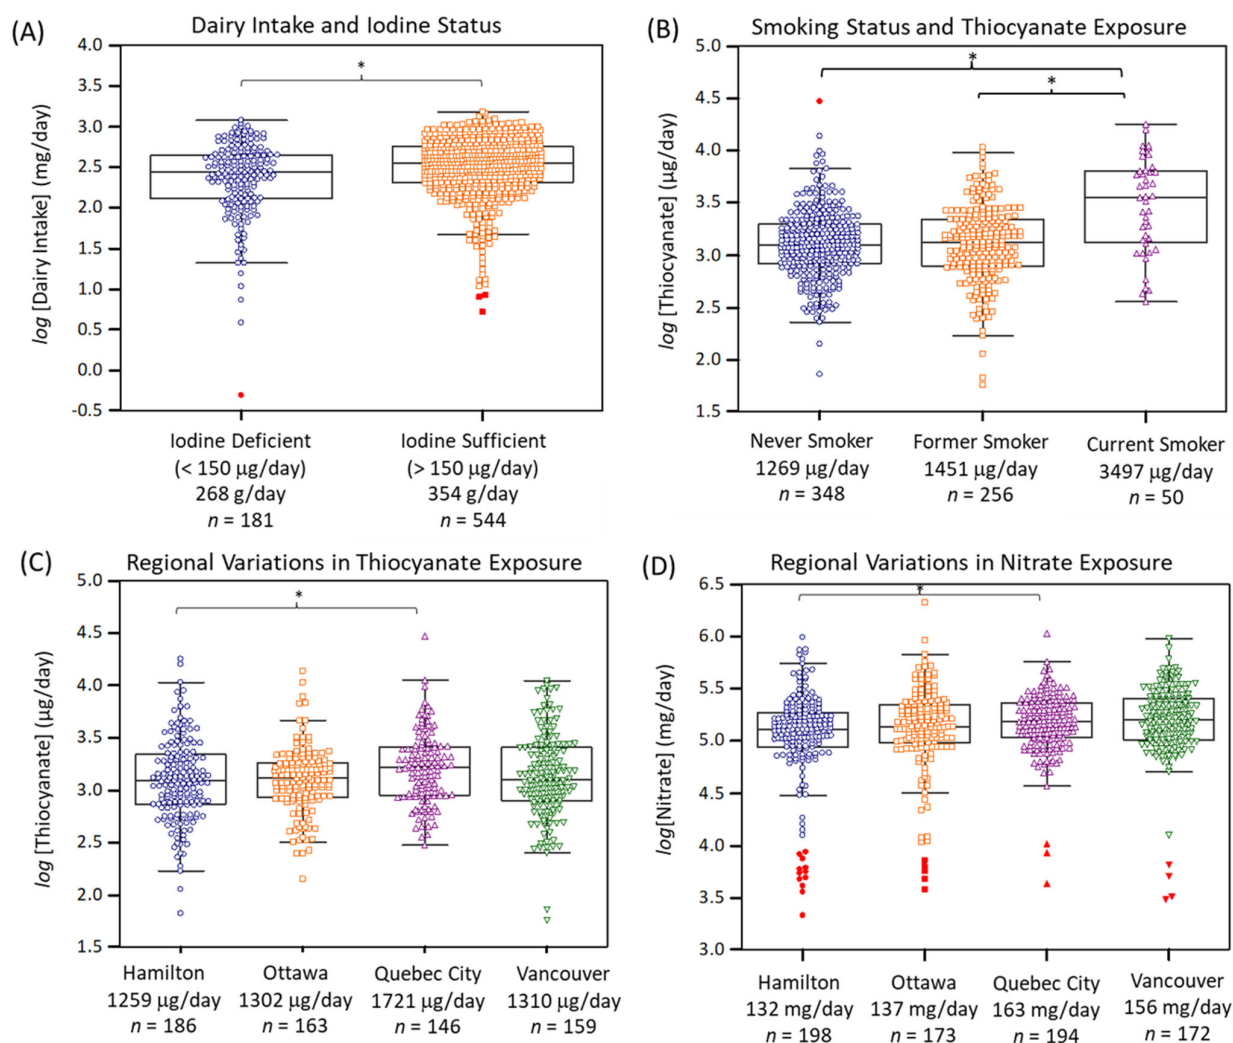 (A)
Dairy Intake and Iodine Status
log [Dairy Intake] (mg/day)
4.0
3.5
3.0
2.5
2.0
1.5
1.0
0.5
0.0
-0.5
*
Iodine Deficient
(< 150 µg/day)
268 g/day
n = 181
Iodine Sufficient
(> 150 µg/day)
354 g/day
n = 544
(B)
Smoking Status and Thiocyanate Exposure
log [Thiocyanate] (µg/day)
5.0
4.5
4.0
3.5
3.0
2.5
2.0
1.5
*
*
Never Smoker
1269 µg/day
n = 348
Former Smoker
1451 µg/day
n = 256
Current Smoker
3497 µg/day
n = 50
(C)
Regional Variations in Thiocyanate Exposure
log [Thiocyanate] (µg/day)
5.0
4.5
4.0
3.5
3.0
2.5
2.0
1.5
*
Hamilton
1259 µg/day
n = 186
Ottawa
1302 µg/day
n = 163
Quebec City
1721 µg/day
n = 146
Vancouver
1310 µg/day
n = 159
(D)
Regional Variations in Nitrate Exposure
log[Nitrate] (mg/day)
6.5
6.0
5.5
5.0
4.5
4.0
3.5
3.0
*
Hamilton
132 mg/day
n = 198
Ottawa
137 mg/day
n = 173
Quebec City
163 mg/day
n = 194
Vancouver
156 mg/day
n = 172